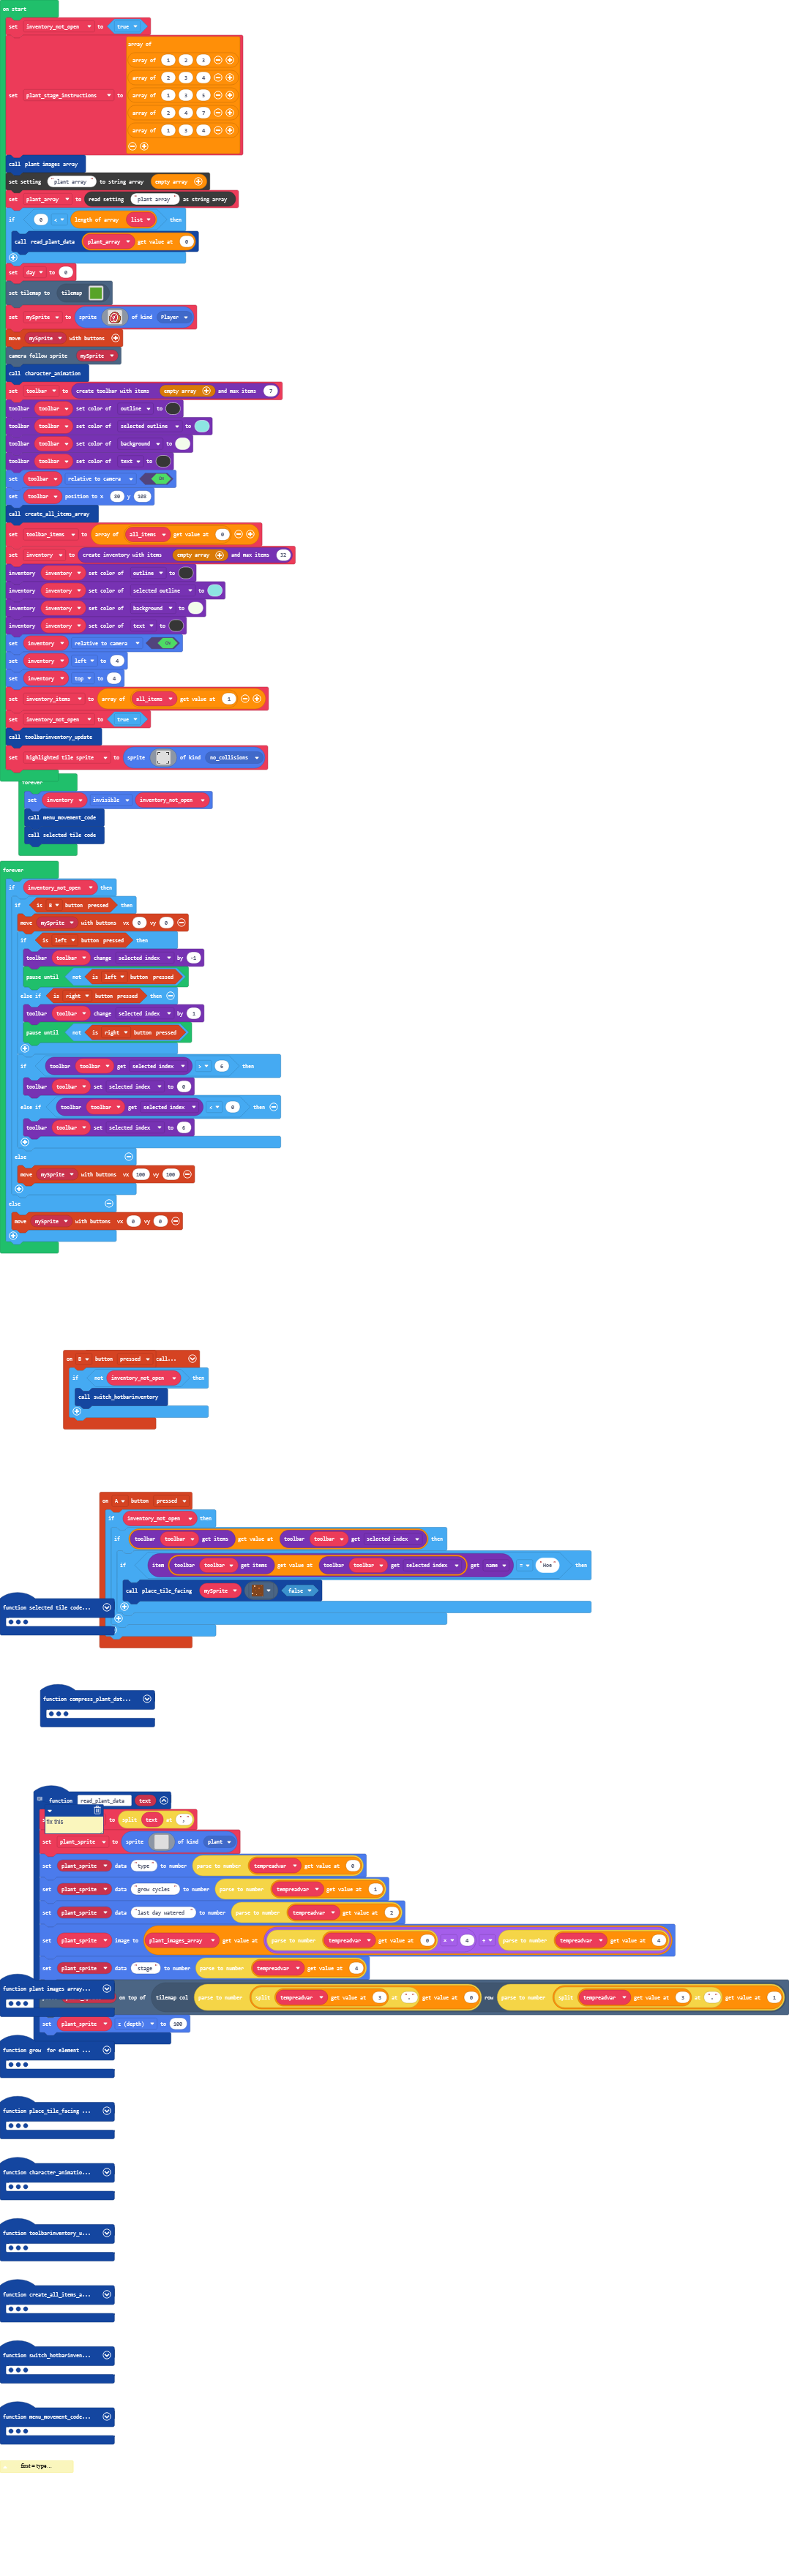 on start
set inventory_not_open to true
array of
array of 1 2 3
array of 2 3 4
array of 1 3 5
set plant_stage_instructions to
array of 2 4 7
array of 1 3 4
call plant images array
set setting "plant array" to string array empty array
set plant_array to read setting "plant array" as string array
if 0 < length of array list then
call read_plant_data plant_array get value at 0
set day to 0
set tilemap to tilemap
set mySprite to sprite of kind Player
move mySprite with buttons
camera follow sprite mySprite
call character_animation
set toolbar to create toolbar with items empty array and max items 7
toolbar toolbar set color of outline to
toolbar toolbar set color of selected outline to
toolbar toolbar set color of background to
toolbar toolbar set color of text to
set toolbar relative to camera ON
set toolbar position to x 80 y 103
call create_all_items_array
set toolbar_items to array of all_items get value at 0
set inventory to create inventory with items empty array and max items 32
inventory inventory set color of outline to
inventory inventory set color of selected outline to
inventory inventory set color of background to
inventory inventory set color of text to
set inventory relative to camera ON
set inventory left to 4
set inventory top to 4
set inventory_items to array of all_items get value at 1
set inventory_not_open to true
call toolbarinventory_update
set highlighted tile sprite to sprite of kind no_collisions
forever
set inventory invisible inventory_not_open
call menu_movement_code
call selected tile code
forever
if inventory_not_open then
if is B button pressed then
move mySprite with buttons vx 0 vy 0
if is left button pressed then
toolbar toolbar change selected index by -1
pause until not is left button pressed
else if is right button pressed then
toolbar toolbar change selected index by 1
pause until not is right button pressed
if toolbar toolbar get selected index > 6 then
toolbar toolbar set selected index to 0
else if toolbar toolbar get selected index < 0 then
toolbar toolbar set selected index to 6
else
move mySprite with buttons vx 100 vy 100
else
move mySprite with buttons vx 0 vy 0
on B button pressed call...
if not inventory_not_open then
call switch_hotbarinventory
on A button pressed
if inventory_not_open then
if toolbar toolbar get items get value at toolbar toolbar get selected index then
if item toolbar toolbar get items get value at toolbar toolbar get selected index get name = "Hoe" then
call place_tile_facing mySprite false
function selected tile code...
function compress_plant_dat...
function read_plant_data text
to split text at ","
fix this
set plant_sprite to sprite of kind plant
set plant_sprite data "type" to number parse to number tempreadvar get value at 0
set plant_sprite data "grow cycles" to number parse to number tempreadvar get value at 1
set plant_sprite data "last day watered" to number parse to number tempreadvar get value at 2
set plant_sprite image to plant_images_array get value at parse to number tempreadvar get value at 0 × 4 + parse to number tempreadvar get value at 4
set plant_sprite data "stage" to number parse to number tempreadvar get value at 4
function plant images array...
on top of tilemap col parse to number split tempreadvar get value at 3 at "." get value at 0 row parse to number split tempreadvar get value at 3 at "." get value at 1
set plant_sprite z (depth) to 100
function grow for element ...
function place_tile_facing ...
function character_animatio...
function toolbarinventory_u...
function create_all_items_a...
function switch_hotbarinven...
function menu_movement_code...
first = type...